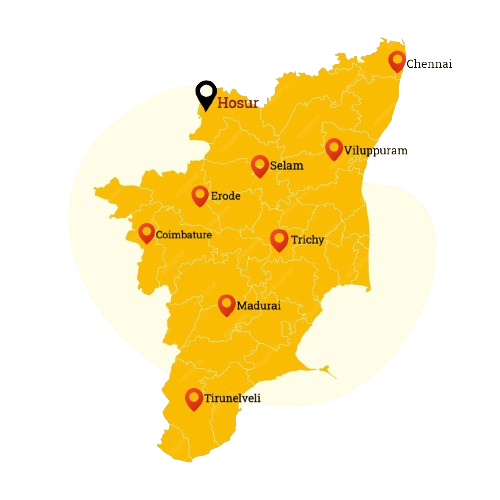 Chennai
Hosur
Viluppuram
Selam
Erode
Coimbature
Trichy
Madurai
Tirunelveli